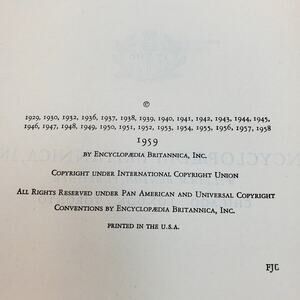 ©
1929, 1930, 1932, 1936, 1937, 1938, 1939, 1940, 1941, 1942, 1943, 1944, 1945,
1946, 1947, 1948, 1949, 1950, 1951, 1952, 1953, 1954, 1955, 1956, 1957, 1958
1959
BY ENCYCLOPÆDIA BRITANNICA, INC.
COPYRIGHT UNDER INTERNATIONAL COPYRIGHT UNION
ALL RIGHTS RESERVED UNDER PAN AMERICAN AND UNIVERSAL COPYRIGHT
CONVENTIONS BY ENCYCLOPÆDIA BRITANNICA, INC.
PRINTED IN THE U.S.A.